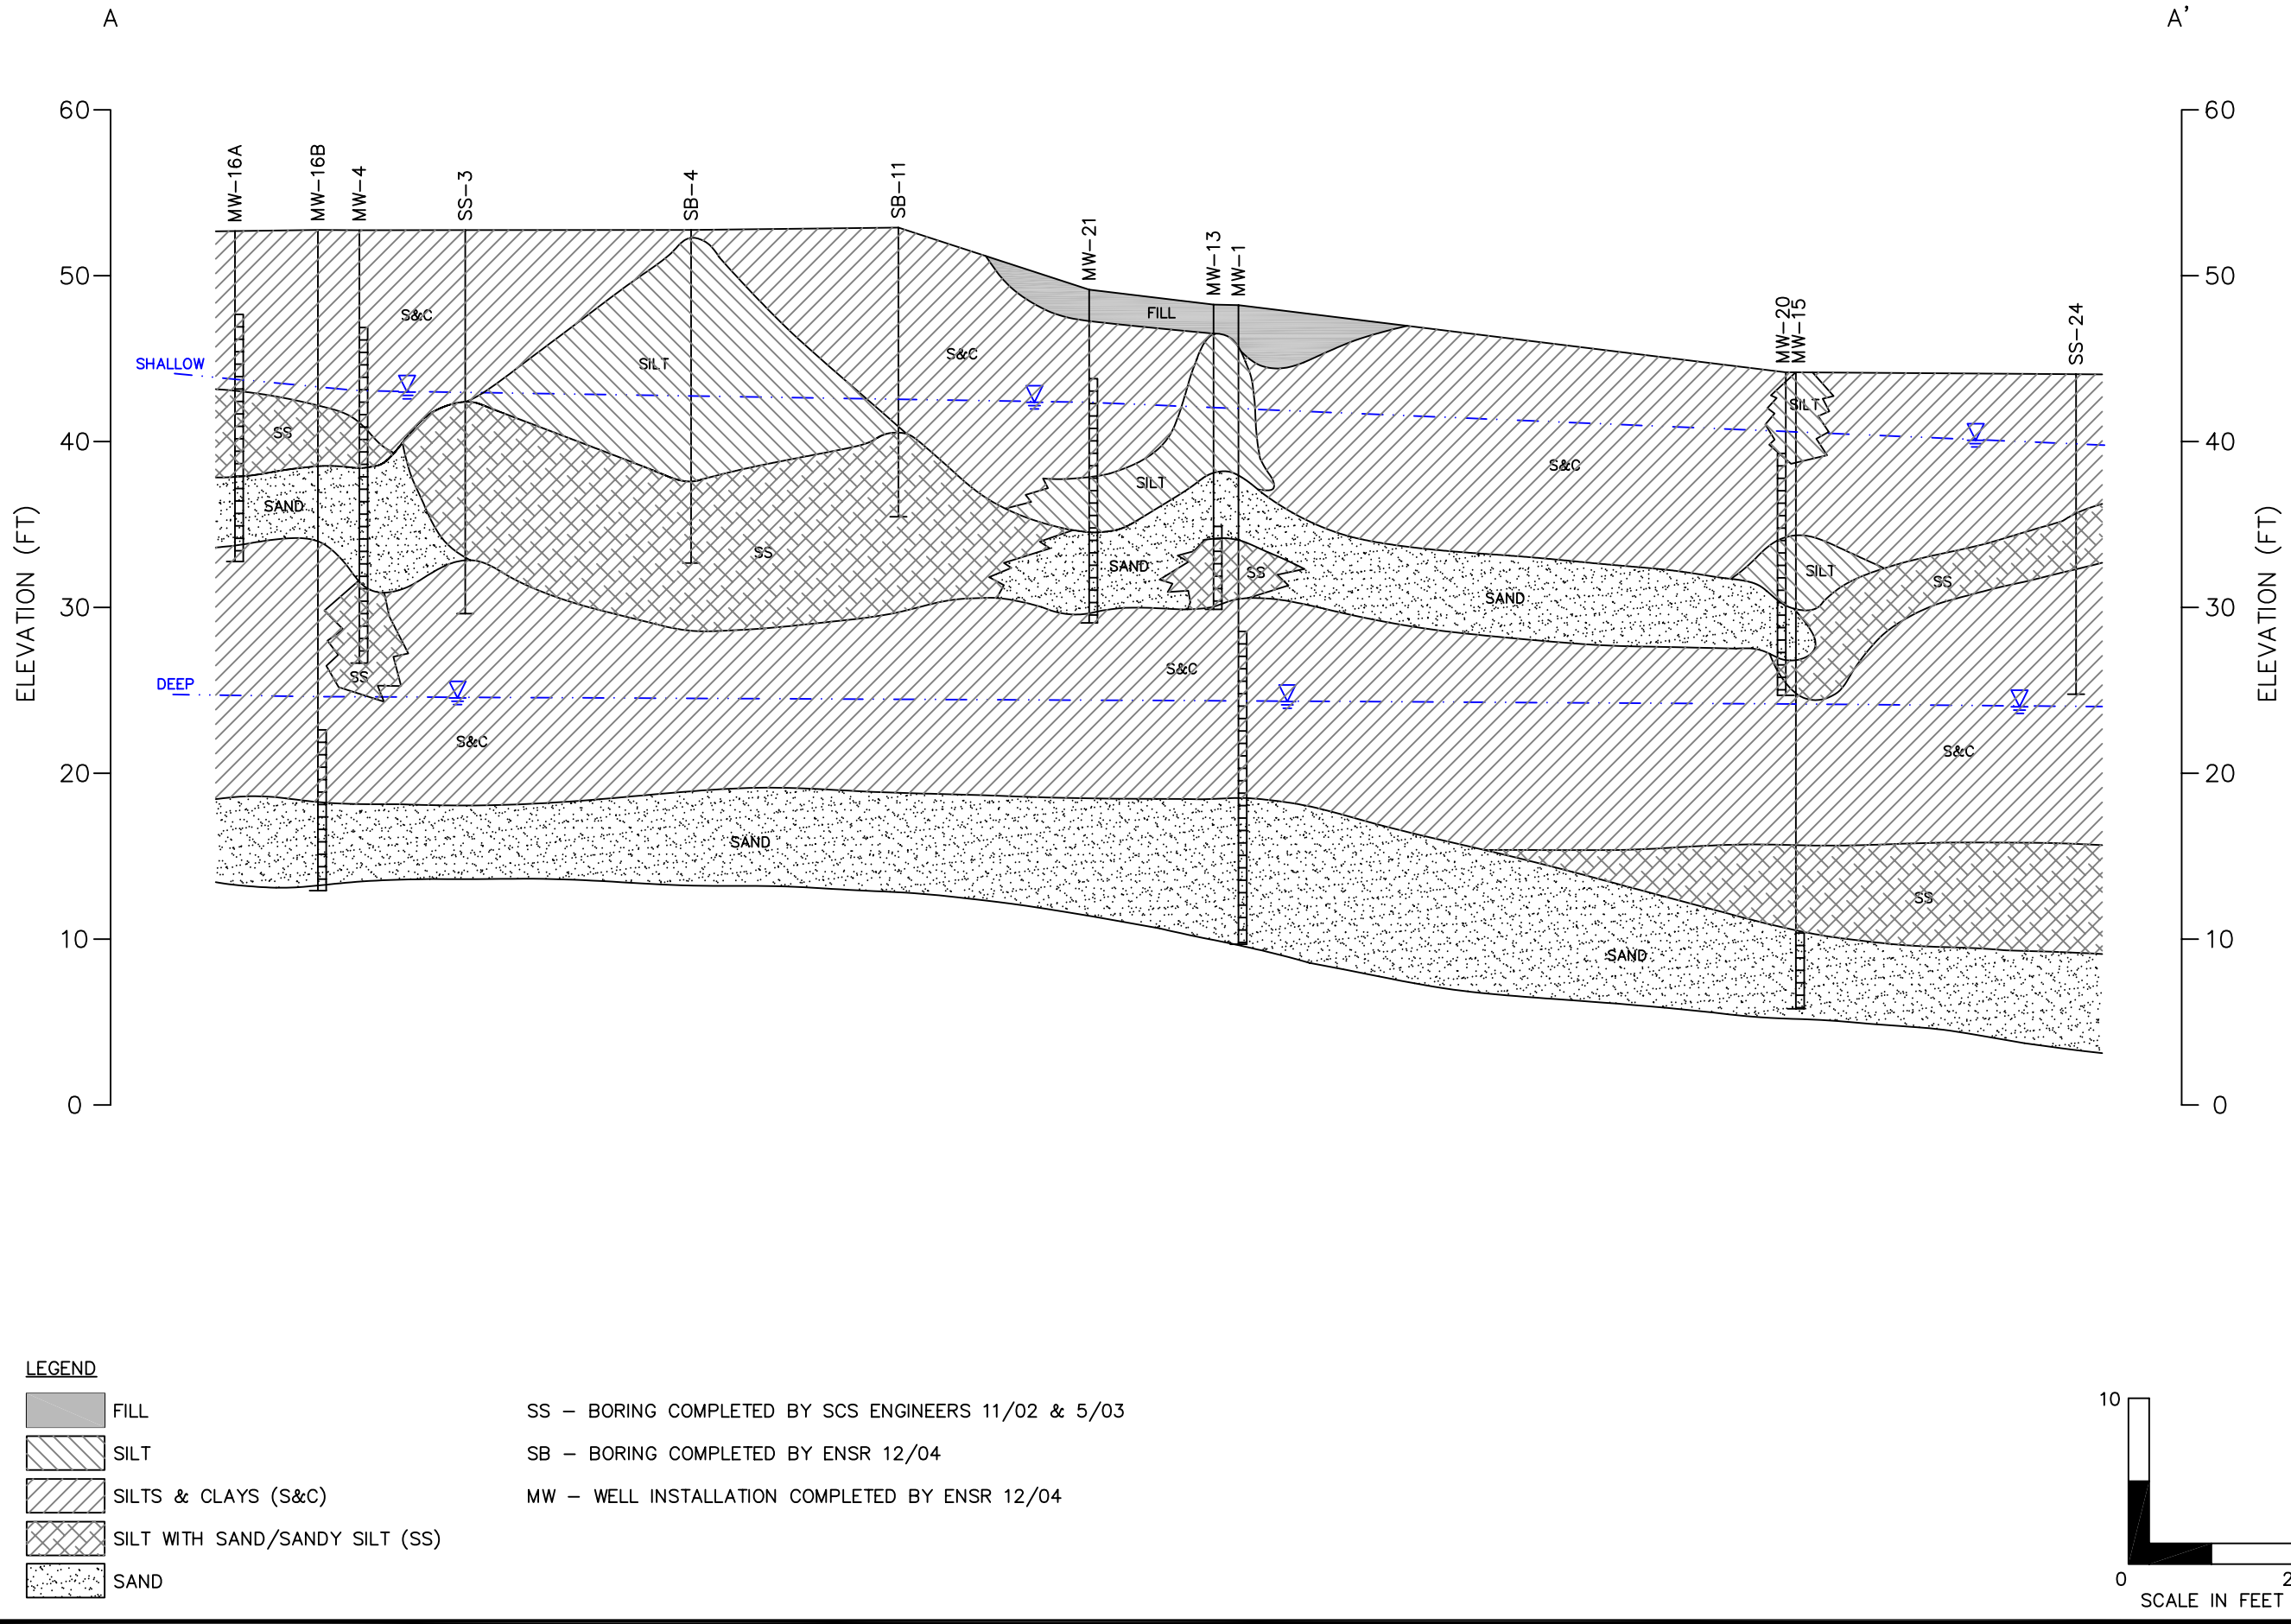 A
A'
60
60
MW-16A
MW-16B
MW-4
SS-3
SB-4
SB-11
MW-21
MW-13
MW-1
MW-20
MW-15
SS-24
50
50
FILL
S&C
S&C
SILT
SHALLOW
SILT
SS
40
40
S&C
SILT
SAND
SS
SAND
SS
SAND
SILT
SS
ELEVATION (FT)
ELEVATION (FT)
30
30
S&C
SS
DEEP
S&C
S&C
20
20
SAND
SS
SAND
10
10
0
0
LEGEND
FILL
SILT
SILTS & CLAYS (S&C)
SILT WITH SAND/SANDY SILT (SS)
SAND
SS – BORING COMPLETED BY SCS ENGINEERS 11/02 & 5/03
SB – BORING COMPLETED BY ENSR 12/04
MW – WELL INSTALLATION COMPLETED BY ENSR 12/04
10
0
SCALE IN FEET